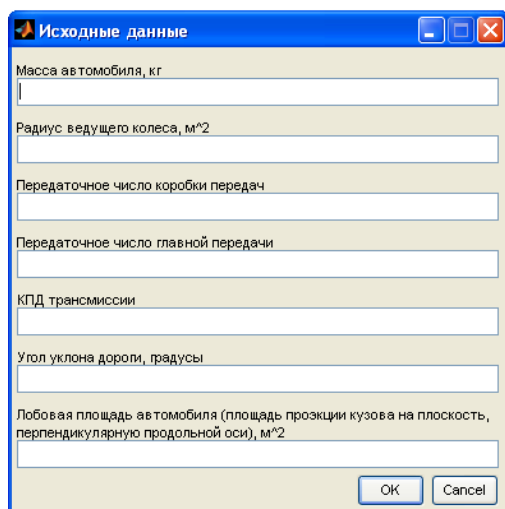 Исходные данные
Масса автомобиля, кг
Радиус ведущего колеса, м^2
Передаточное число коробки передач
Передаточное число главной передачи
КПД трансмиссии
Угол уклона дороги, градусы
Лобовая площадь автомобиля (площадь проэкции кузова на плоскость,
перпендикулярную продольной оси), м^2
OK Cancel